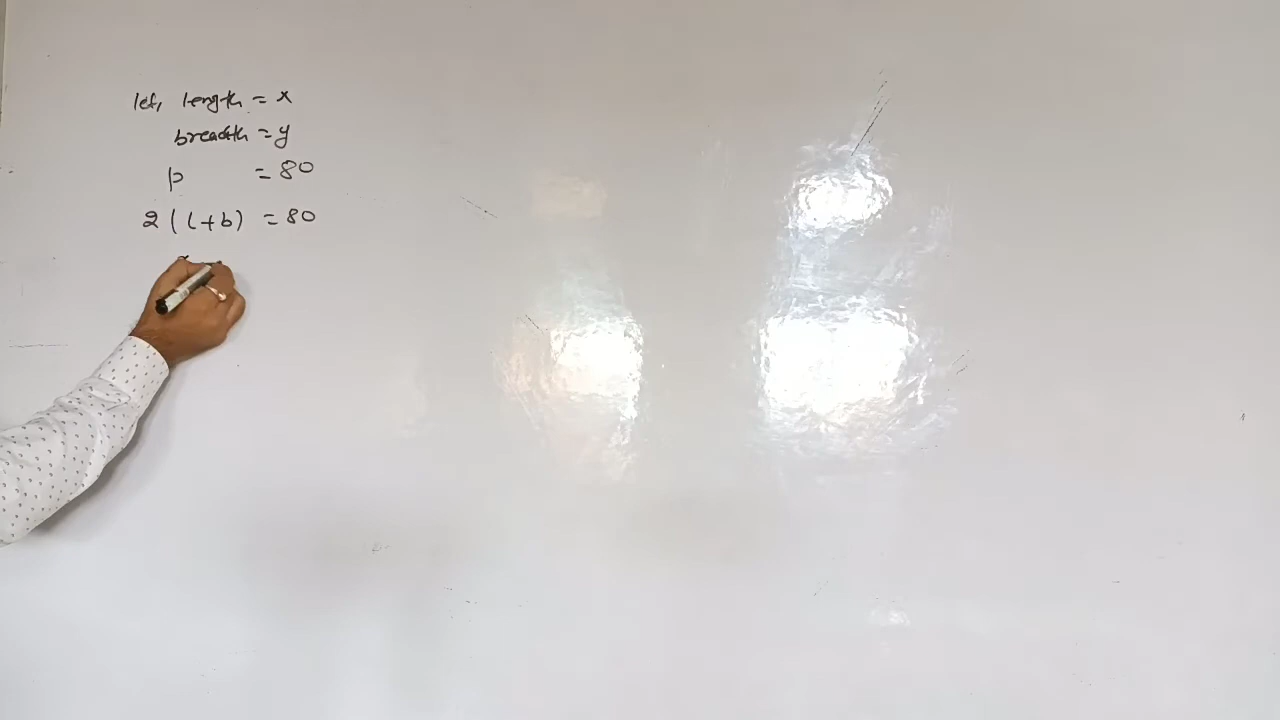 let, length = x
breadth = y
p = 80
2 (l+b) = 80
x